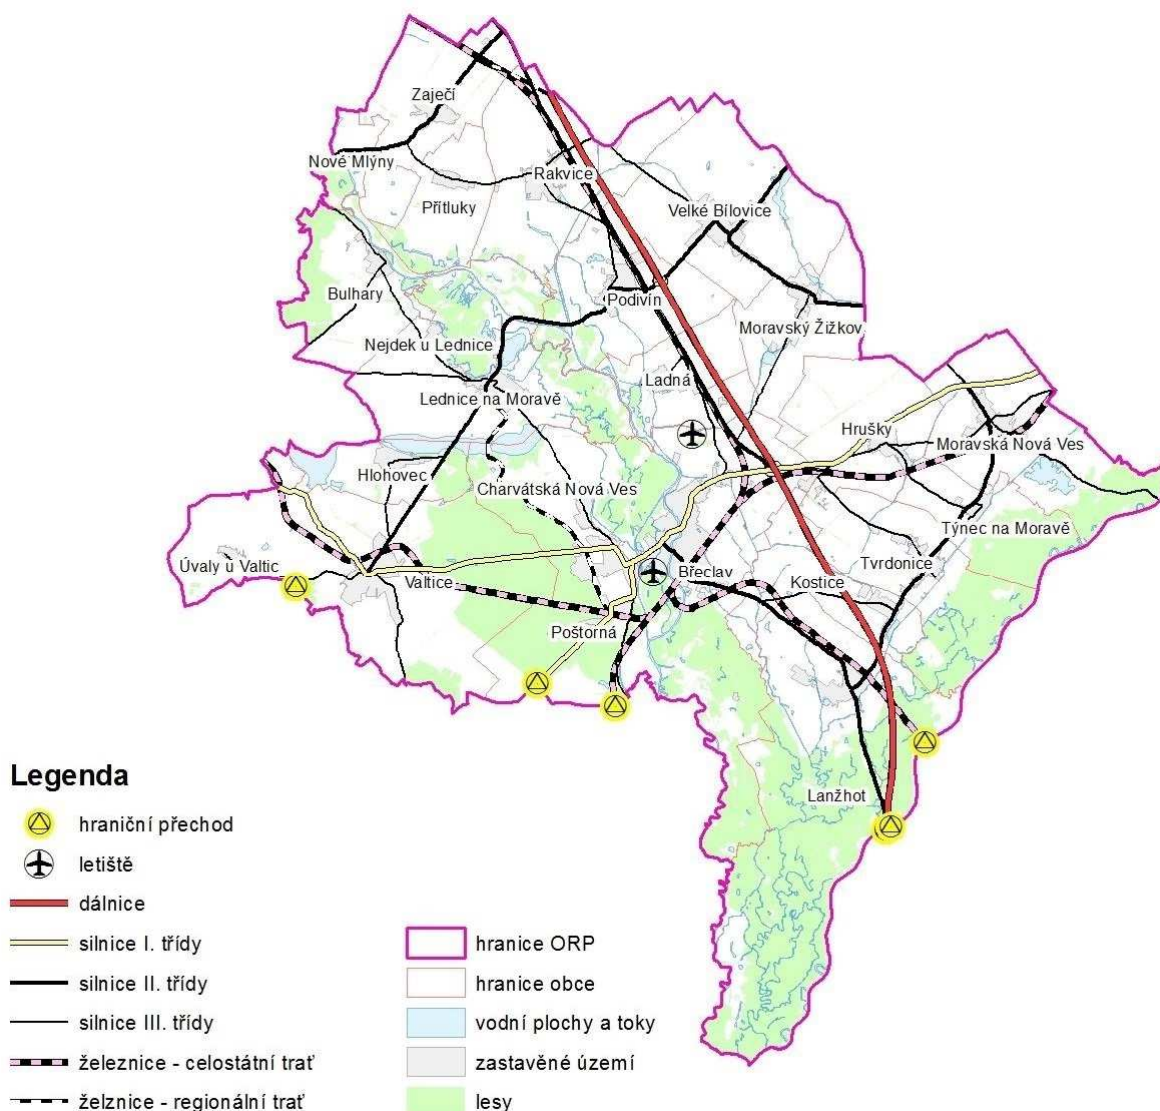 Zaječí
Nové Mlýny
Rakvice
Přítluky
Velké Bílovice
Bulhary
Podivín
Moravský Žižkov
Nejdek u Lednice
Ladná
Lednice na Moravě
Hrušky
Moravská Nová Ves
Hlohovec
Charvátská Nová Ves
Týnec na Moravě
Úvaly u Valtic
Valtice
Břeclav
Kostice
Tvrdonice
Poštorná
Lanžhot
Legenda
hraniční přechod
letiště
dálnice
silnice I. třídy
silnice II. třídy
silnice III. třídy
železnice - celostátní trať
želznice - regionální trať
hranice ORP
hranice obce
vodní plochy a toky
zastavěné území
lesy